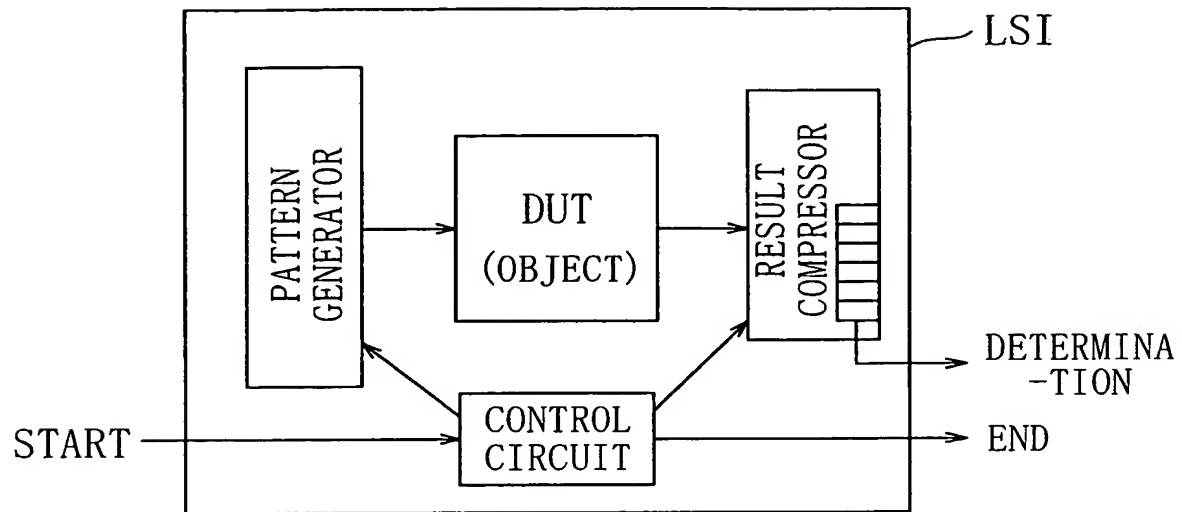 LSI
PATTERN
GENERATOR
DUT
(OBJECT)
RESULT
COMPRESSOR
DETERMINA
-TION
START
CONTROL
CIRCUIT
END